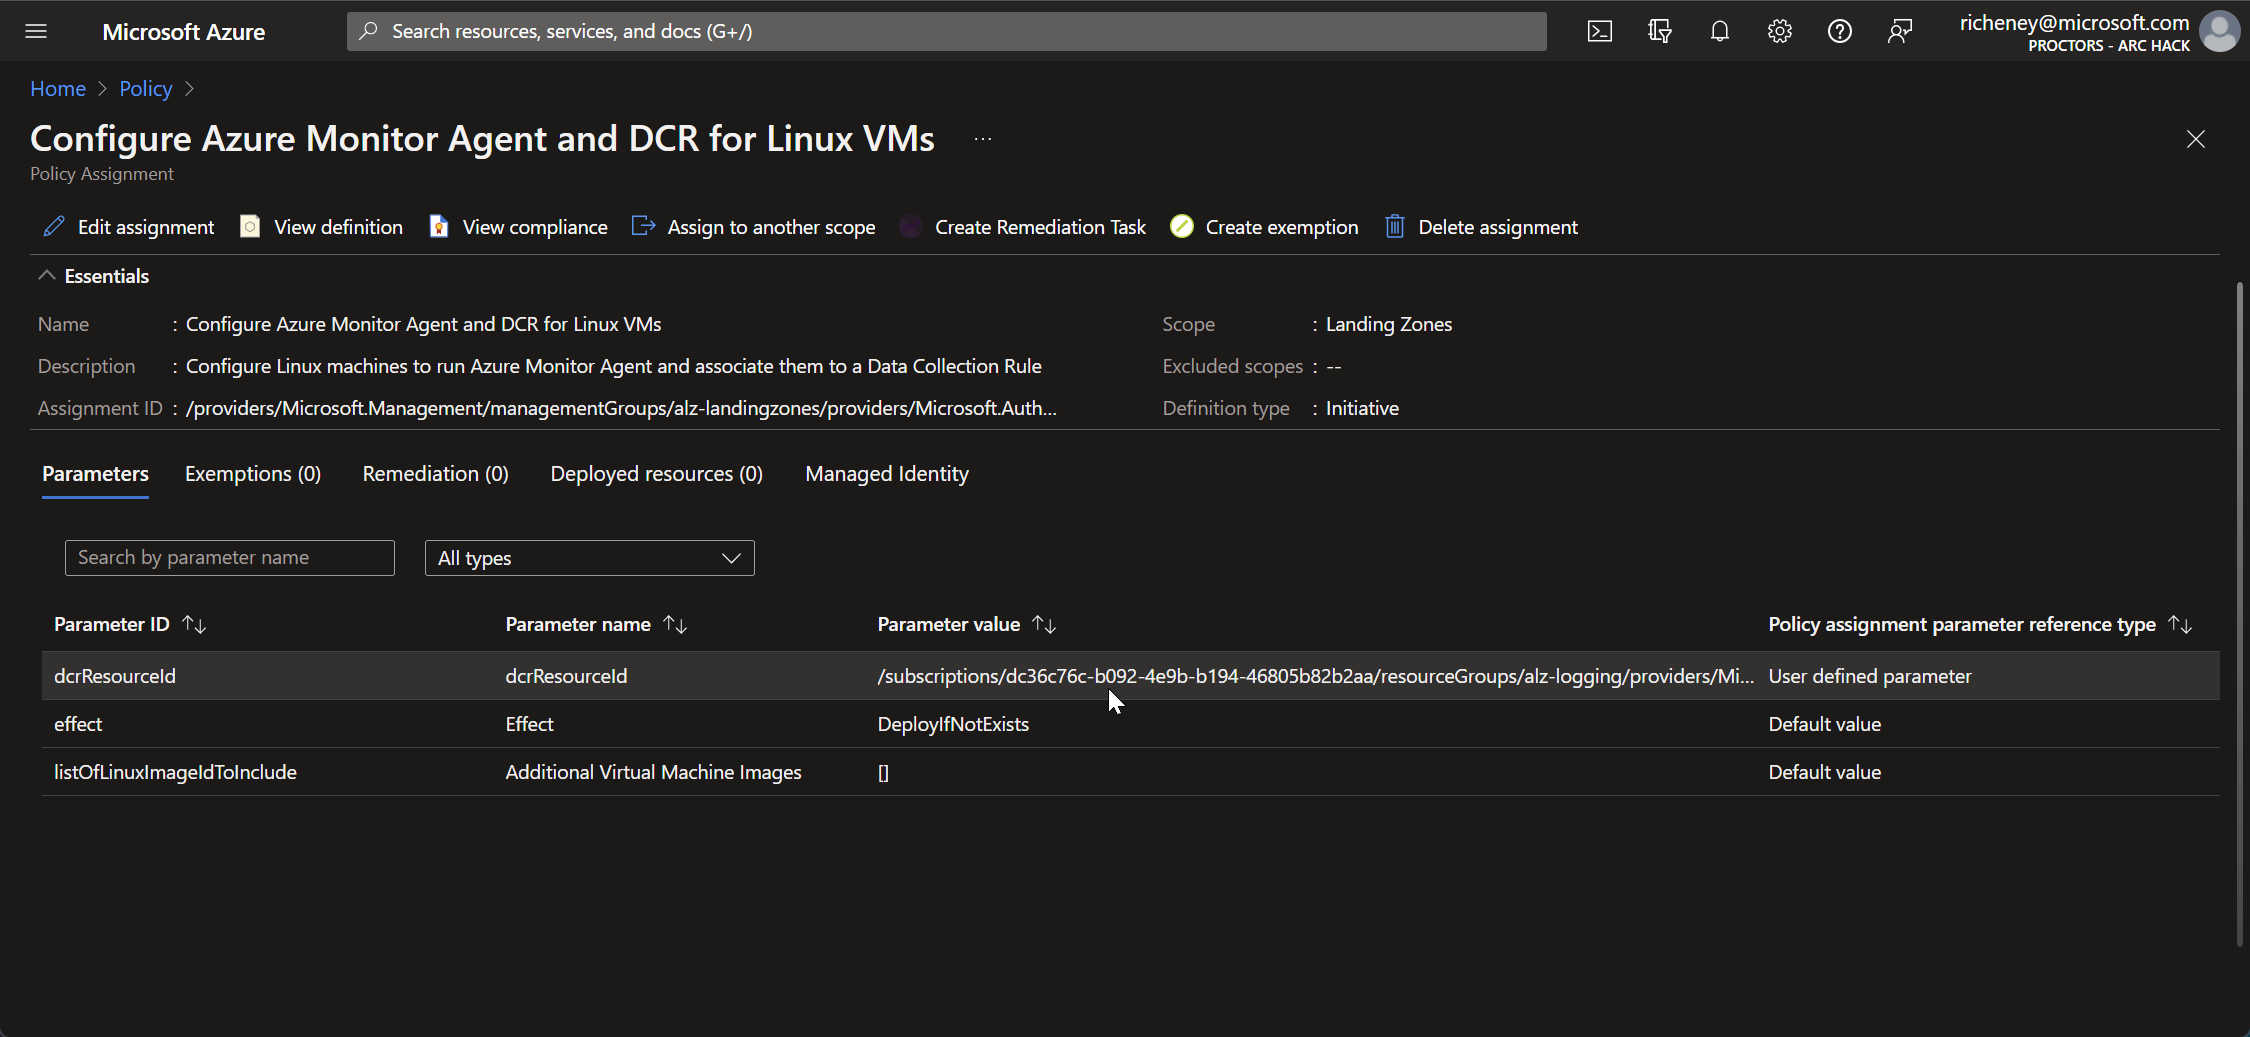 Microsoft Azure
Search resources, services, and docs (G+/)
richeney@microsoft.com
PROCTORS - ARC HACK
Home > Policy >
Configure Azure Monitor Agent and DCR for Linux VMs ...
Policy Assignment
Edit assignment View definition View compliance Assign to another scope Create Remediation Task Create exemption Delete assignment
Essentials
Name : Configure Azure Monitor Agent and DCR for Linux VMs Scope : Landing Zones
Description : Configure Linux machines to run Azure Monitor Agent and associate them to a Data Collection Rule Excluded scopes : --
Assignment ID : /providers/Microsoft.Management/managementGroups/alz-landingzones/providers/Microsoft.Auth... Definition type : Initiative
Parameters Exemptions (0) Remediation (0) Deployed resources (0) Managed Identity
Search by parameter name All types
Parameter ID ↑↓ Parameter name ↑↓ Parameter value ↑↓ Policy assignment parameter reference type ↑↓
dcrResourceId dcrResourceId /subscriptions/dc36c76c-b092-4e9b-b194-46805b82b2aa/resourceGroups/alz-logging/providers/Mi... User defined parameter
effect Effect DeployIfNotExists Default value
listOfLinuxImageIdToInclude Additional Virtual Machine Images [] Default value